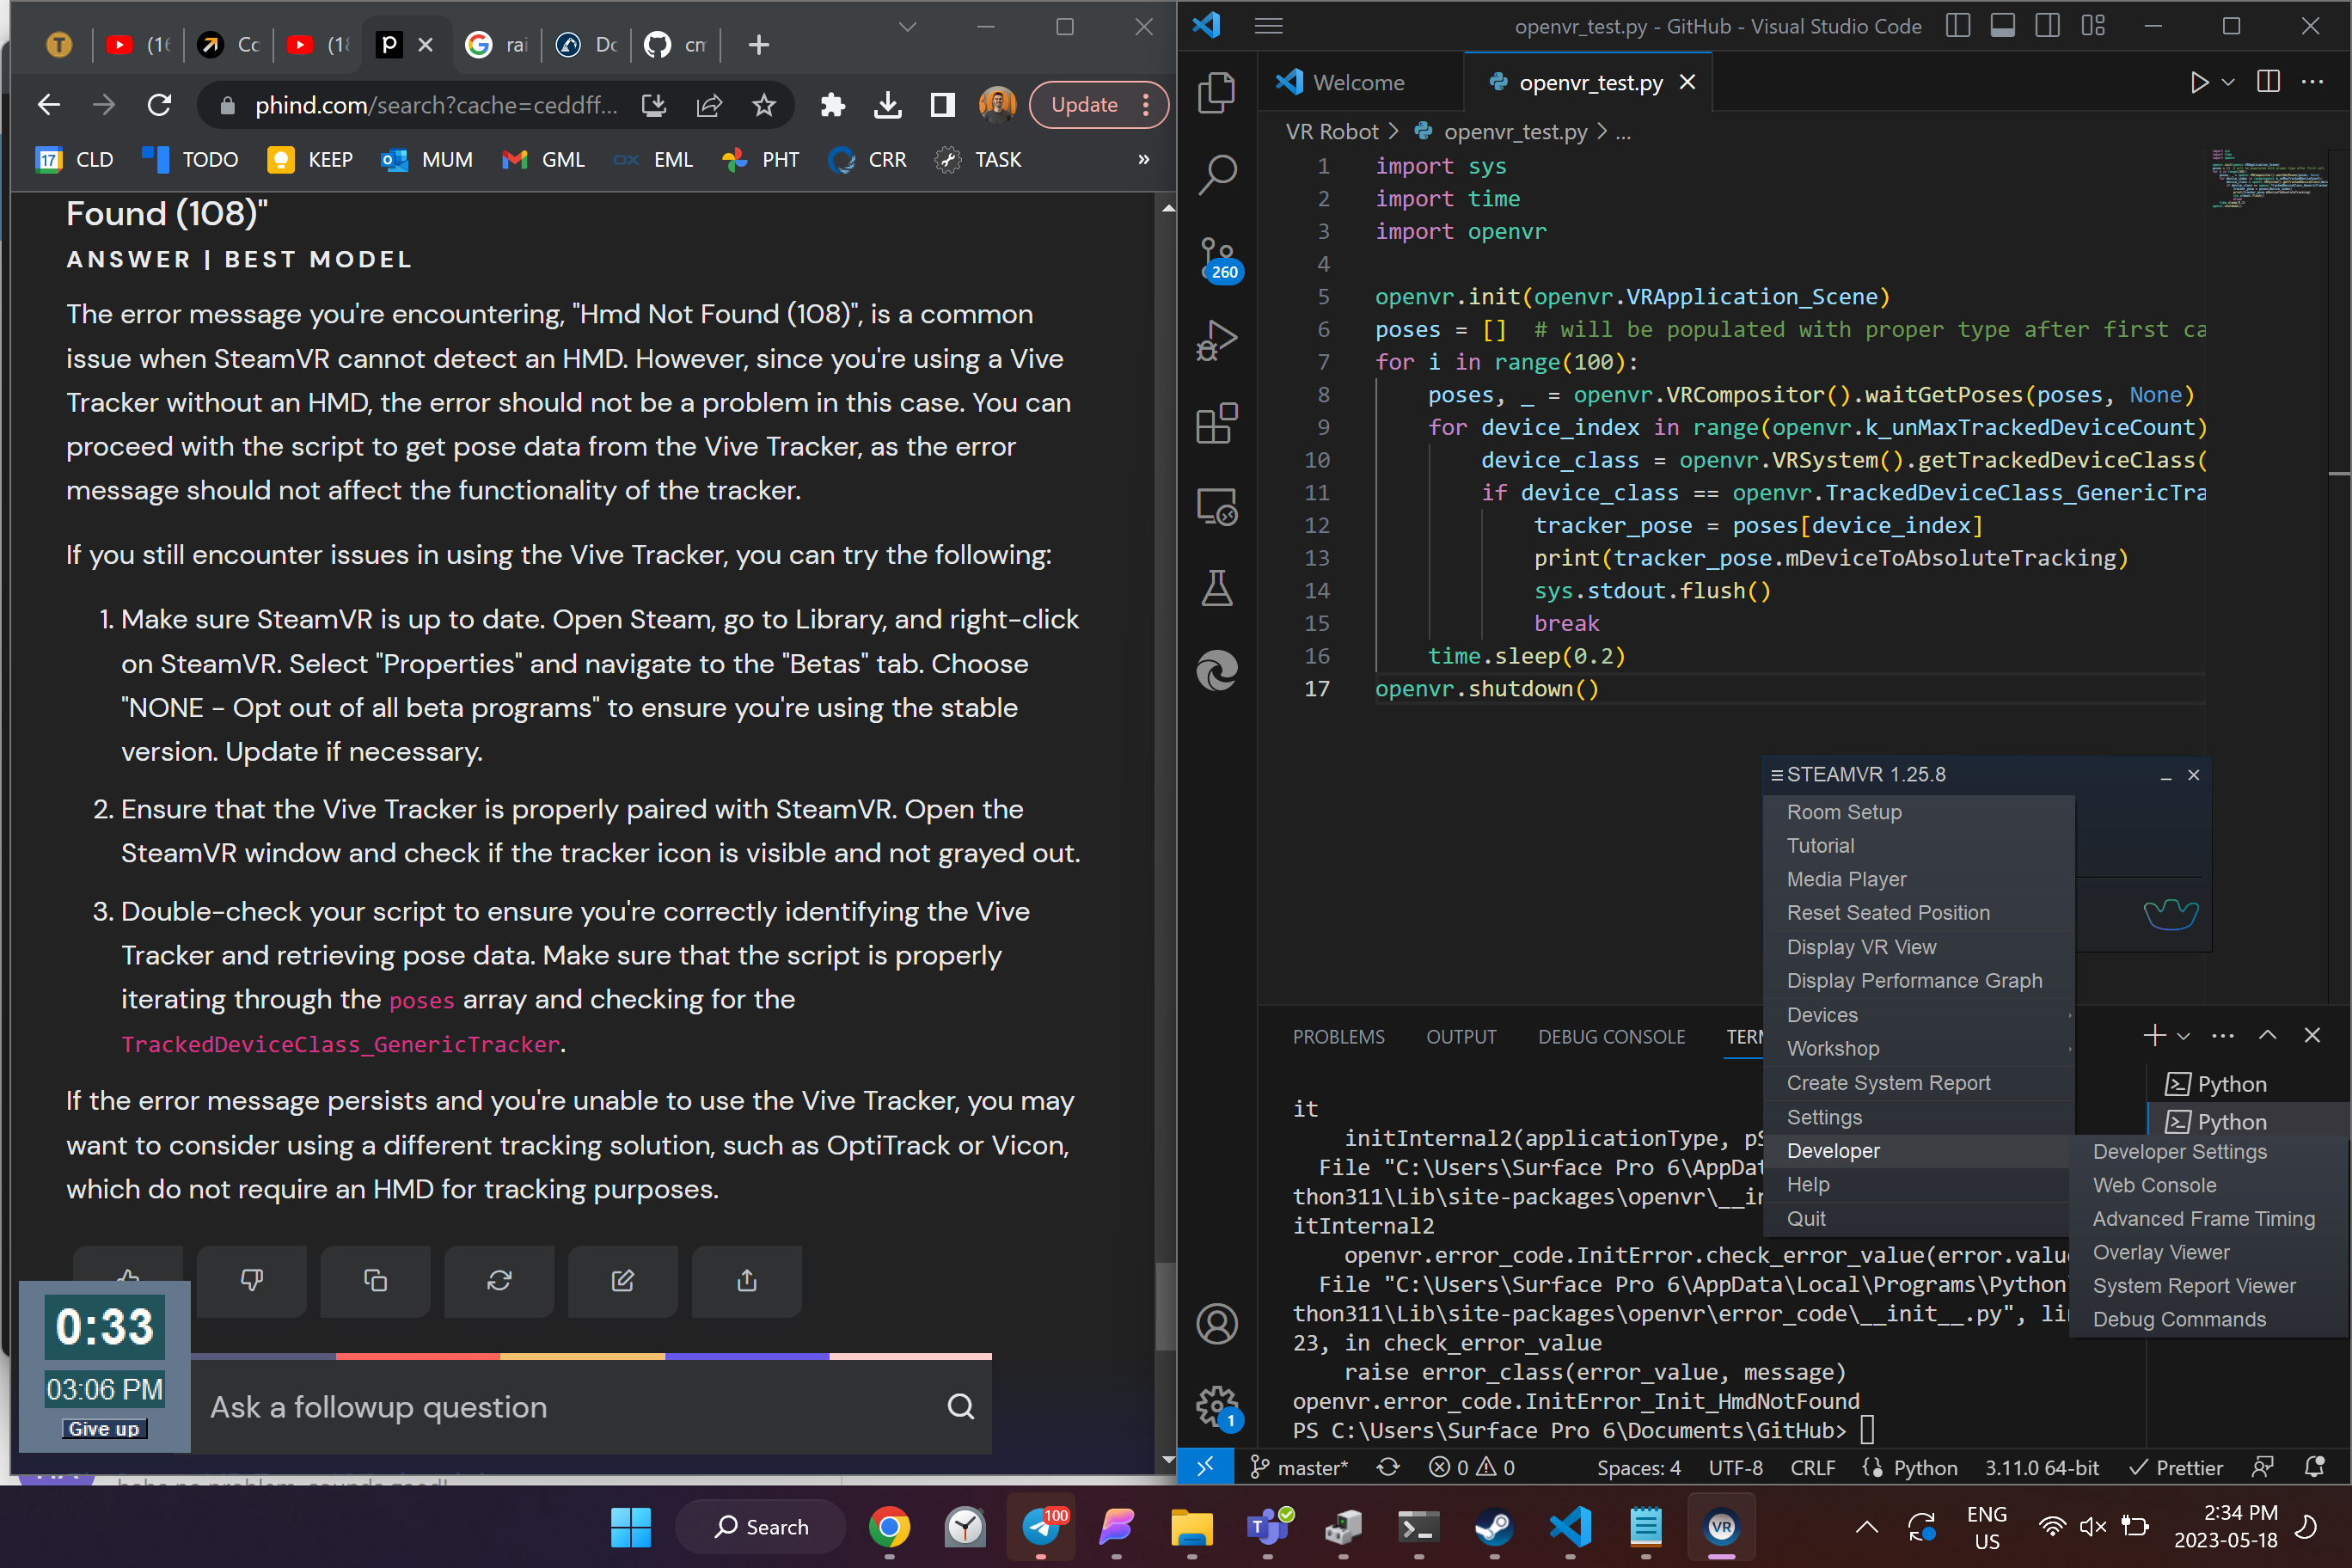 phind.com/search?cache=ceddff...
Update
CLD
TODO
KEEP
MUM
GML
EML
PHT
CRR
TASK
»
Found (108)"
ANSWER | BEST MODEL
The error message you're encountering, "Hmd Not Found (108)", is a common
issue when SteamVR cannot detect an HMD. However, since you're using a Vive
Tracker without an HMD, the error should not be a problem in this case. You can
proceed with the script to get pose data from the Vive Tracker, as the error
message should not affect the functionality of the tracker.
If you still encounter issues in using the Vive Tracker, you can try the following:
1. Make sure SteamVR is up to date. Open Steam, go to Library, and right-click
on SteamVR. Select "Properties" and navigate to the "Betas" tab. Choose
"NONE - Opt out of all beta programs" to ensure you're using the stable
version. Update if necessary.
2. Ensure that the Vive Tracker is properly paired with SteamVR. Open the
SteamVR window and check if the tracker icon is visible and not grayed out.
3. Double-check your script to ensure you're correctly identifying the Vive
Tracker and retrieving pose data. Make sure that the script is properly
iterating through the poses array and checking for the
TrackedDeviceClass_GenericTracker.
If the error message persists and you're unable to use the Vive Tracker, you may
want to consider using a different tracking solution, such as OptiTrack or Vicon,
which do not require an HMD for tracking purposes.
0:33
03:06 PM
Give up
Ask a followup question
openvr_test.py - GitHub - Visual Studio Code
Welcome
openvr_test.py
VR Robot > openvr_test.py > ...
260
1 import sys
2 import time
3 import openvr
4
5 openvr.init(openvr.VRApplication_Scene)
6 poses = [] # will be populated with proper type after first ca
7 for i in range(100):
8 poses, _ = openvr.VRCompositor().waitGetPoses(poses, None)
9 for device_index in range(openvr.k_unMaxTrackedDeviceCount)
10 device_class = openvr.VRSystem().getTrackedDeviceClass(
11 if device_class == openvr.TrackedDeviceClass_GenericTra
12 tracker_pose = poses[device_index]
13 print(tracker_pose.mDeviceToAbsoluteTracking)
14 sys.stdout.flush()
15 break
16 time.sleep(0.2)
17 openvr.shutdown()
STEAMVR 1.25.8
Room Setup
Tutorial
Media Player
Reset Seated Position
Display VR View
Display Performance Graph
Devices
Workshop
Create System Report
Settings
Developer
Help
Quit
Developer Settings
Web Console
Advanced Frame Timing
Overlay Viewer
System Report Viewer
Debug Commands
PROBLEMS
OUTPUT
DEBUG CONSOLE
TERM
Python
Python
it
initInternal2(applicationType, pS
File "C:\Users\Surface Pro 6\AppDat
thon311\Lib\site-packages\openvr\__in
itInternal2
openvr.error_code.InitError.check_error_value(error.valu
File "C:\Users\Surface Pro 6\AppData\Local\Programs\Python
thon311\Lib\site-packages\openvr\error_code\__init__.py", li
23, in check_error_value
raise error_class(error_value, message)
openvr.error_code.InitError_Init_HmdNotFound
PS C:\Users\Surface Pro 6\Documents\GitHub>
1
master*
0
0
Spaces: 4
UTF-8
CRLF
Python
3.11.0 64-bit
Prettier
Search
100
VR
ENG
US
2:34 PM
2023-05-18